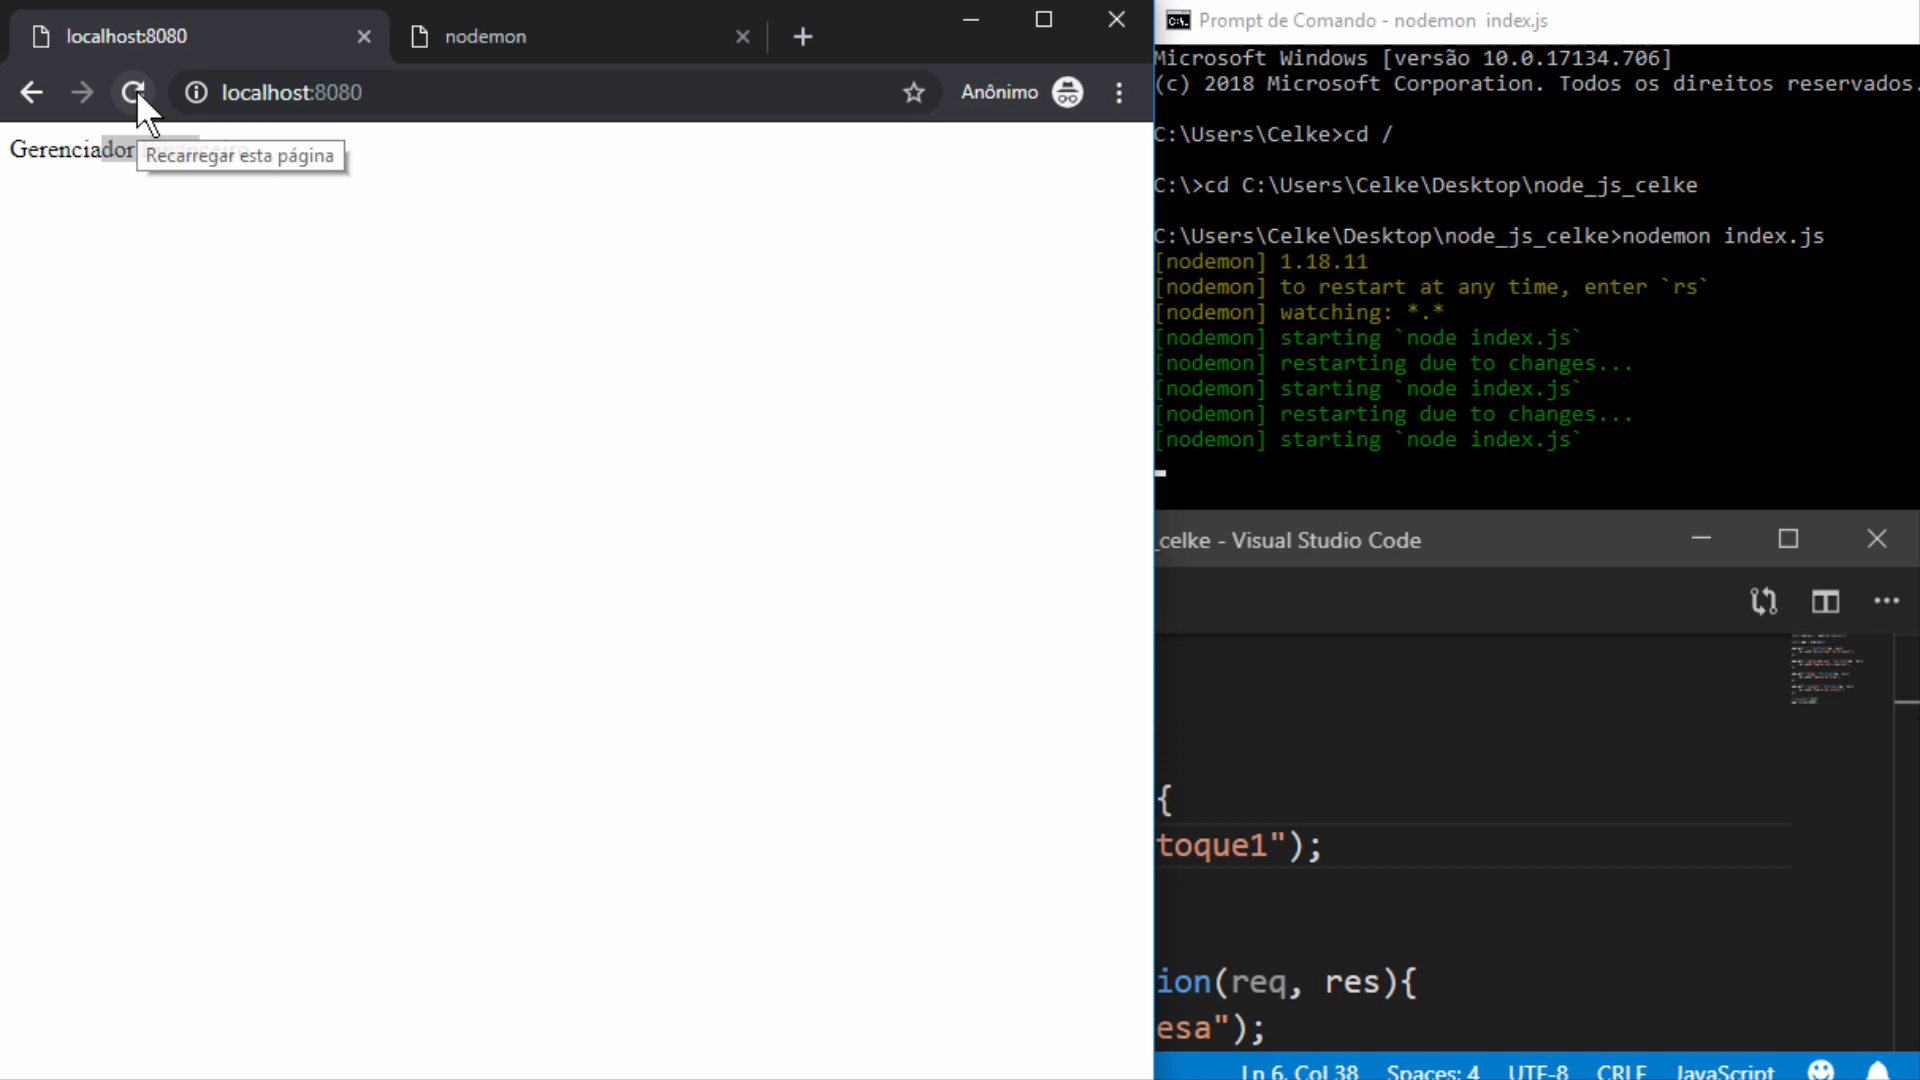 localhost:8080
nodemon
localhost:8080
Anônimo
Gerenciador
Recarregar esta página
Prompt de Comando - nodemon index.js
Microsoft Windows [versão 10.0.17134.706]
(c) 2018 Microsoft Corporation. Todos os direitos reservados.
C:\Users\Celke>cd /
C:\>cd C:\Users\Celke\Desktop\node_js_celke
C:\Users\Celke\Desktop\node_js_celke>nodemon index.js
[nodemon] 1.18.11
[nodemon] to restart at any time, enter `rs`
[nodemon] watching: *.*
[nodemon] starting `node index.js`
[nodemon] restarting due to changes...
[nodemon] starting `node index.js`
[nodemon] restarting due to changes...
[nodemon] starting `node index.js`
_celke - Visual Studio Code
{
toque1");
ion(req, res){
esa");
Ln 6, Col 38 Spaces: 4 UTF-8 CRLF JavaScript